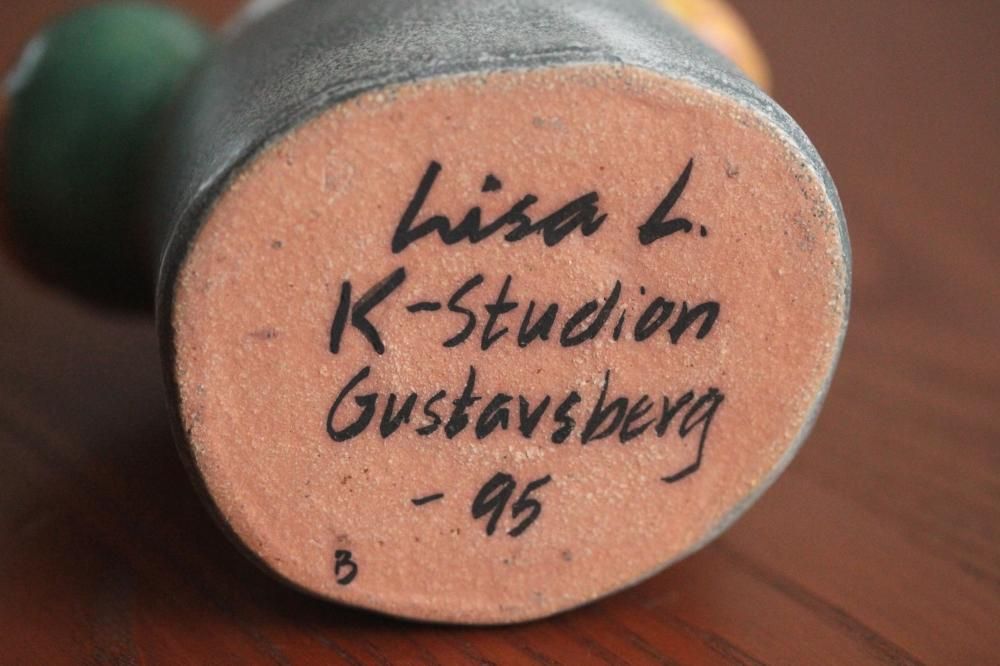 Lisa L.
K-Studion
Gustavsberg
- 95
B